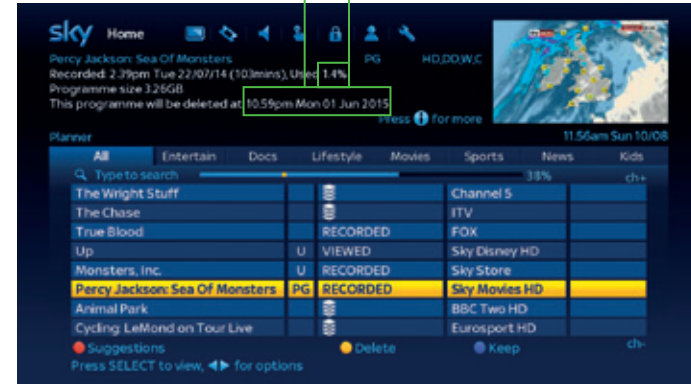 sky Home
Percy Jackson: Sea Of Monsters PG HD,DD,W,C
Recorded: 2.39pm Tue 22/07/14 (103mins), Used 1.4%
Programme size 3.26GB
This programme will be deleted at 10.59pm Mon 01 Jun 2015
Press i for more
Planner 11.56am Sun 10/08
All Entertain Docs Lifestyle Movies Sports News Kids
Type to search 38% ch+
The Wright Stuff Channel 5
The Chase ITV
True Blood RECORDED FOX
Up U VIEWED Sky Disney HD
Monsters, Inc. U RECORDED Sky Store
Percy Jackson: Sea Of Monsters PG RECORDED Sky Movies HD
Animal Park BBC Two HD
Cycling: LeMond on Tour Live Eurosport HD
Suggestions Delete Keep ch-
Press SELECT to view, for options